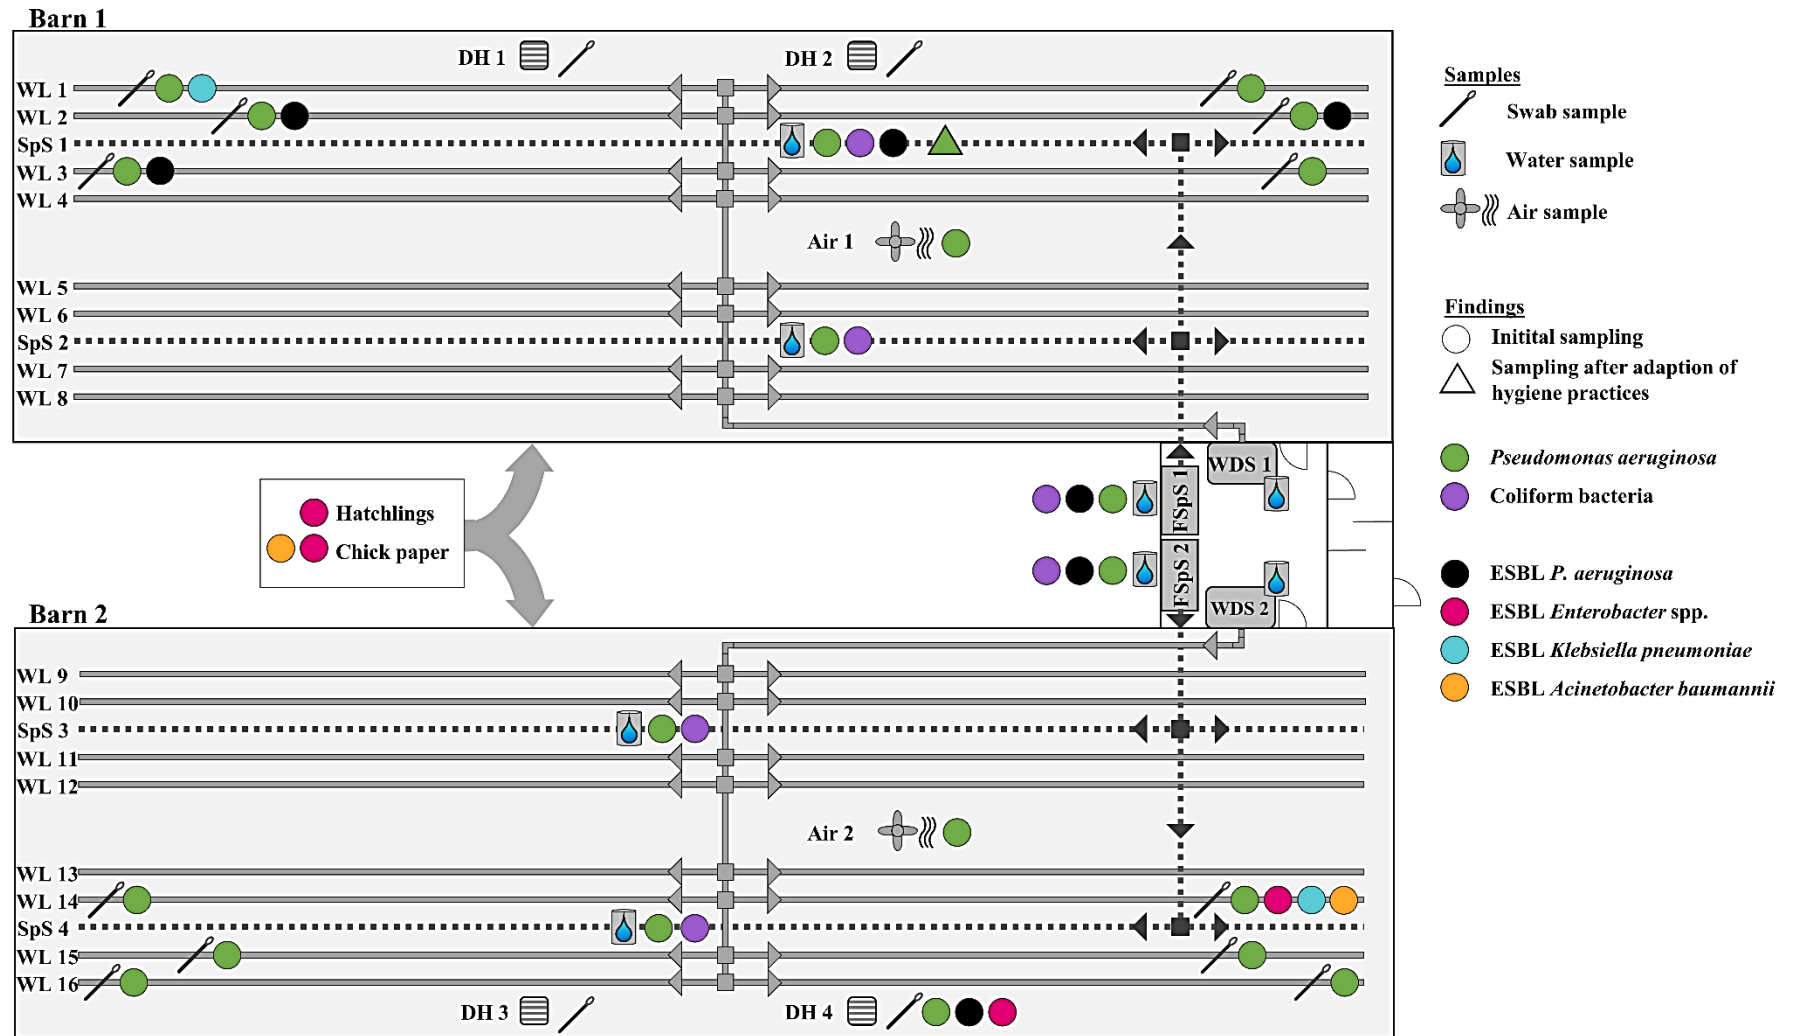 Barn 1
DH 1
DH 2
WL 1
WL 2
SpS 1
WL 3
WL 4
Air 1
WL 5
WL 6
SpS 2
WL 7
WL 8
WDS 1
FSpS 1
Hatchlings
Chick paper
FSpS 2
WDS 2
Barn 2
WL 9
WL 10
SpS 3
WL 11
WL 12
Air 2
WL 13
WL 14
SpS 4
WL 15
WL 16
DH 3
DH 4
Samples
Swab sample
Water sample
Air sample
Findings
Initital sampling
Sampling after adaption of
hygiene practices
Pseudomonas aeruginosa
Coliform bacteria
ESBL P. aeruginosa
ESBL Enterobacter spp.
ESBL Klebsiella pneumoniae
ESBL Acinetobacter baumannii